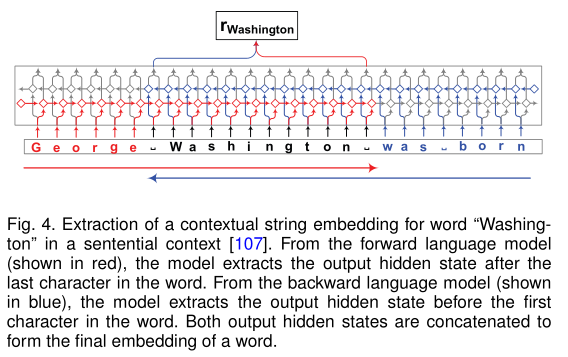 rWashington
G e o r g e ␣ W a s h i n g t o n ␣ w a s ␣ b o r n
Fig. 4. Extraction of a contextual string embedding for word “Washing-
ton” in a sentential context [107]. From the forward language model
(shown in red), the model extracts the output hidden state after the
last character in the word. From the backward language model (shown
in blue), the model extracts the output hidden state before the first
character in the word. Both output hidden states are concatenated to
form the final embedding of a word.